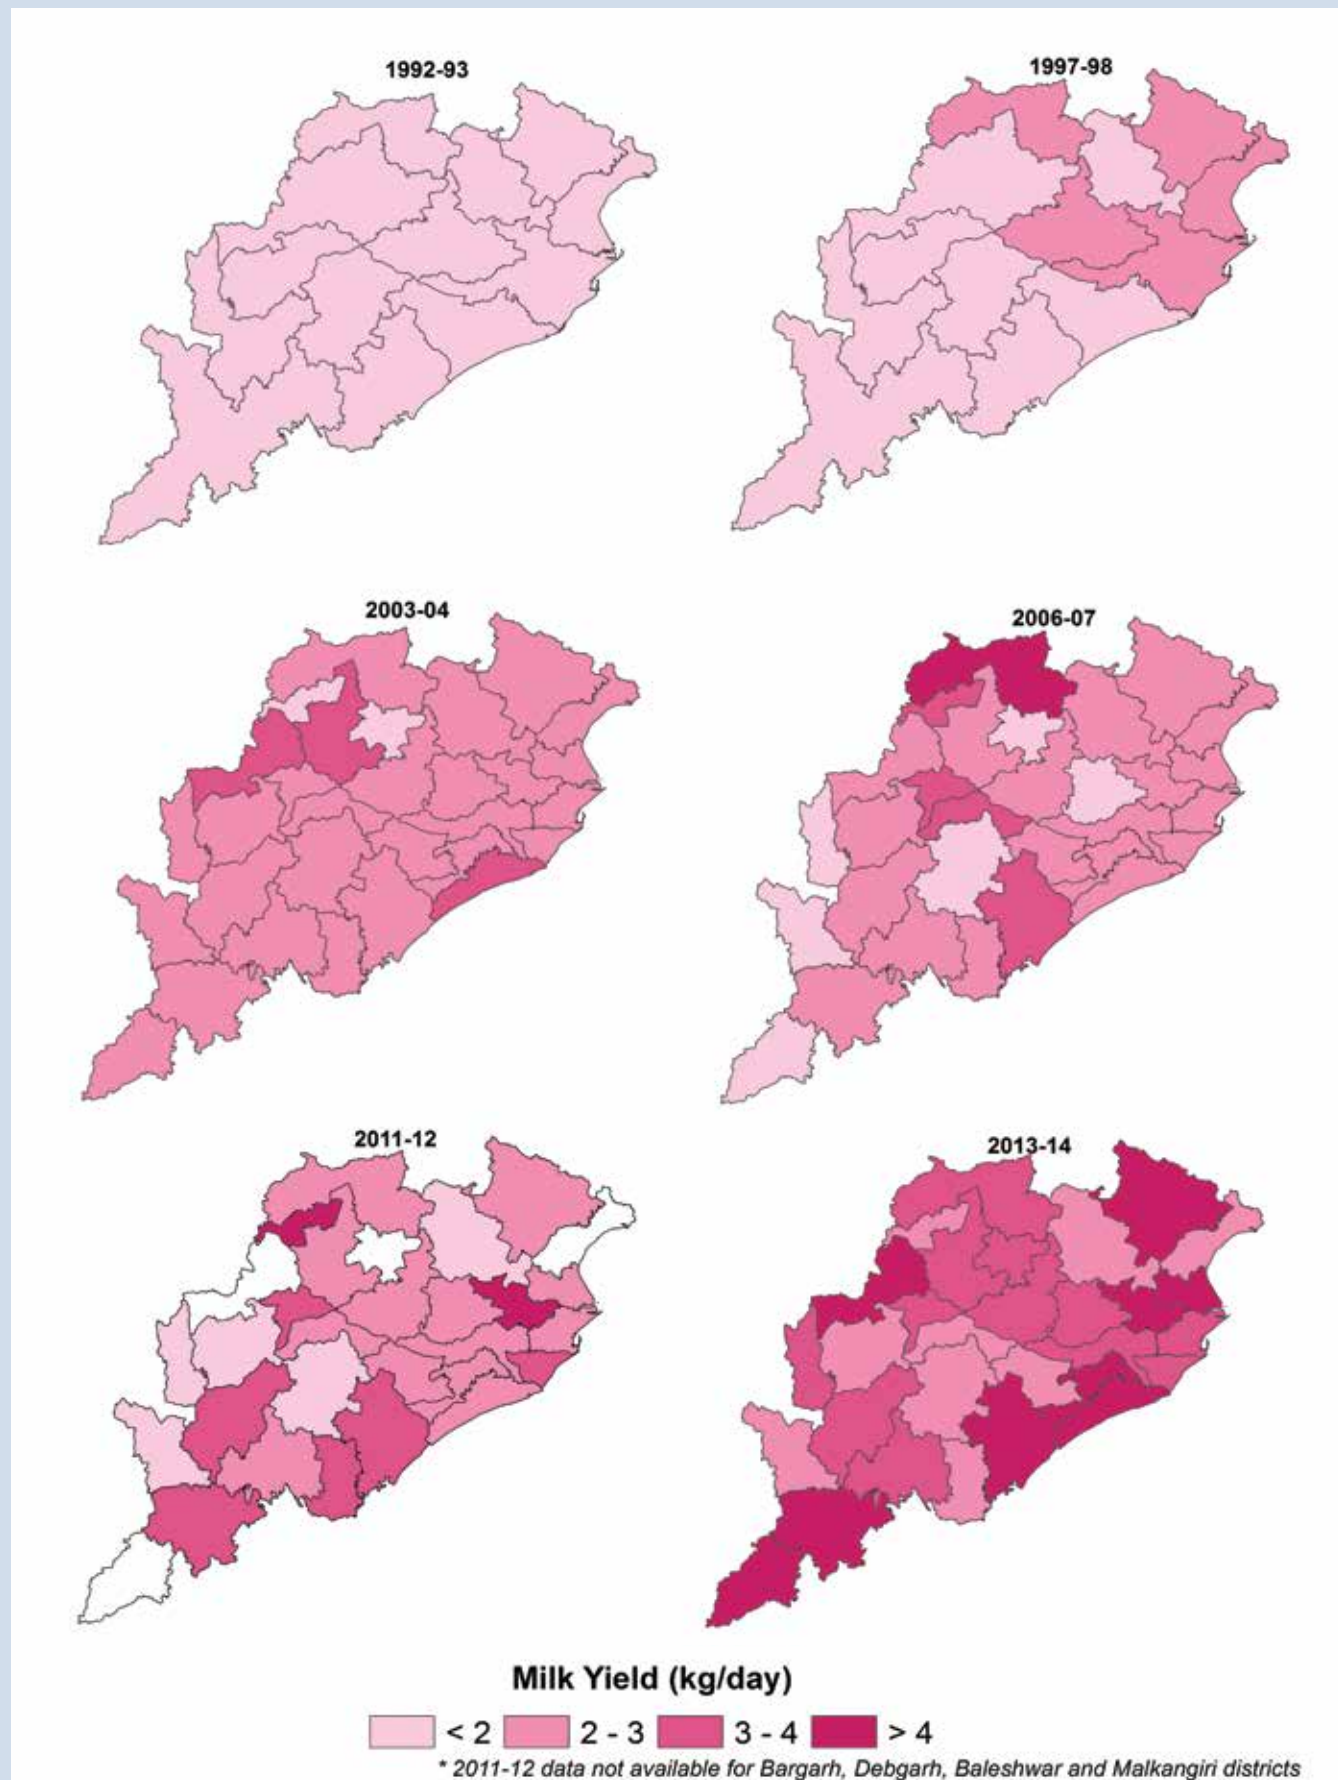 1992-93
1997-98
2003-04
2006-07
2011-12
2013-14
Milk Yield (kg/day)
< 2 2 - 3 3 - 4 > 4
* 2011-12 data not available for Bargarh, Debgarh, Baleshwar and Malkangiri districts